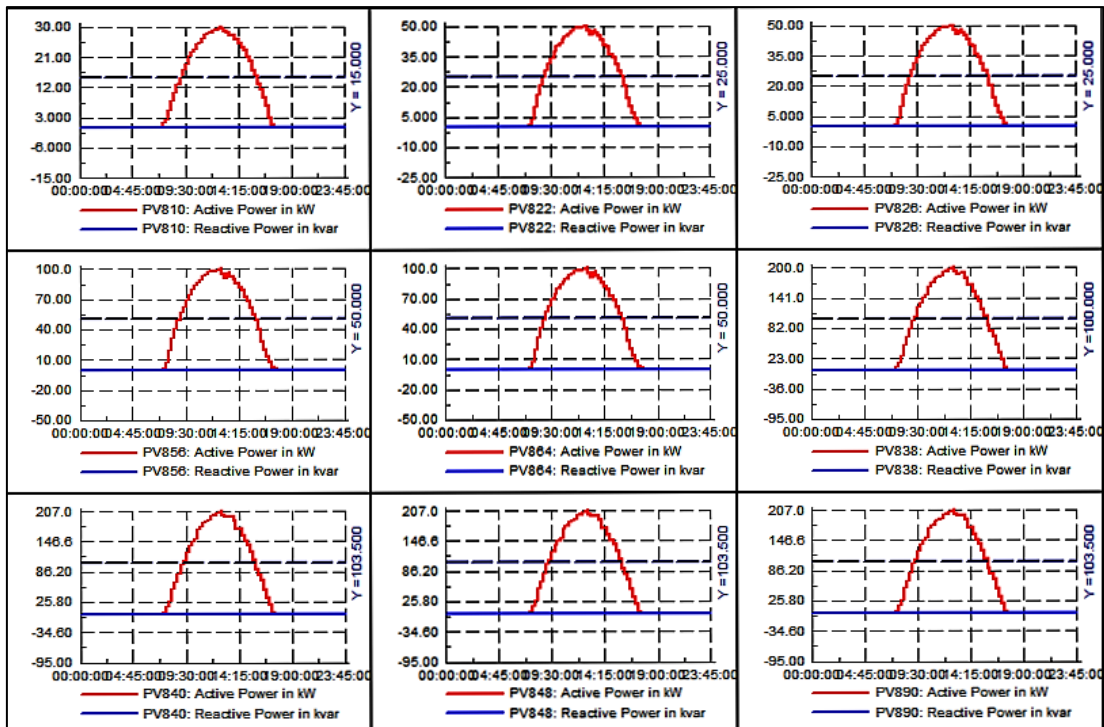 30.00
21.00
12.00
3.000
-6.000
-15.00
Y = 15.000
00:00:00 04:45:00 09:30:00 14:15:00 19:00:00 23:45:00
PV810: Active Power in kW
PV810: Reactive Power in kvar
50.00
35.00
20.00
5.000
-10.00
-25.00
Y = 25.000
00:00:00 04:45:00 09:30:00 14:15:00 19:00:00 23:45:00
PV822: Active Power in kW
PV822: Reactive Power in kvar
50.00
35.00
20.00
5.000
-10.00
-25.00
Y = 25.000
00:00:00 04:45:00 09:30:00 14:15:00 19:00:00 23:45:00
PV826: Active Power in kW
PV826: Reactive Power in kvar
100.0
70.00
40.00
10.00
-20.00
-50.00
Y = 50.000
00:00:00 04:45:00 09:30:00 14:15:00 19:00:00 23:45:00
PV856: Active Power in kW
PV856: Reactive Power in kvar
100.0
70.00
40.00
10.00
-20.00
-50.00
Y = 50.000
00:00:00 04:45:00 09:30:00 14:15:00 19:00:00 23:45:00
PV864: Active Power in kW
PV864: Reactive Power in kvar
200.0
141.0
82.00
23.00
-36.00
-95.00
Y = 100.000
00:00:00 04:45:00 09:30:00 14:15:00 19:00:00 23:45:00
PV838: Active Power in kW
PV838: Reactive Power in kvar
207.0
146.6
86.20
25.80
-34.60
-95.00
Y =103.500
00:00:00 04:45:00 09:30:00 14:15:00 19:00:00 23:45:00
PV840: Active Power in kW
PV840: Reactive Power in kvar
207.0
146.6
86.20
25.80
-34.60
-95.00
Y =103.500
00:00:00 04:45:00 09:30:00 14:15:00 19:00:00 23:45:00
PV848: Active Power in kW
PV848: Reactive Power in kvar
207.0
146.6
86.20
25.80
-34.60
-95.00
Y =103.500
00:00:00 04:45:00 09:30:00 14:15:00 19:00:00 23:45:00
PV890: Active Power in kW
PV890: Reactive Power in kvar